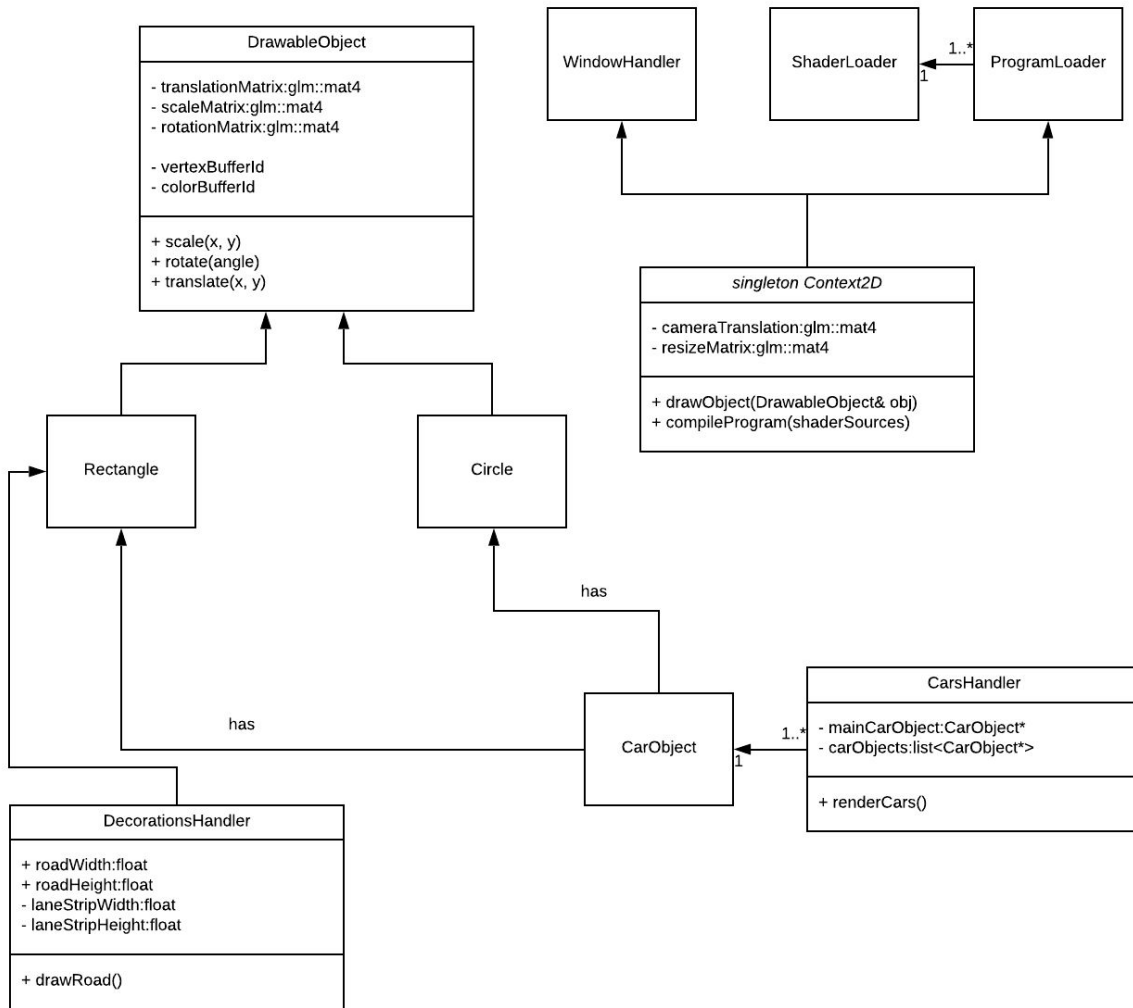 DrawableObject
- translationMatrix:glm::mat4
- scaleMatrix:glm::mat4
- rotationMatrix:glm::mat4
- vertexBufferId
- colorBufferId
+ scale(x, y)
+ rotate(angle)
+ translate(x, y)
WindowHandler
ShaderLoader
1..*
1
ProgramLoader
singleton Context2D
- cameraTranslation:glm::mat4
- resizeMatrix:glm::mat4
+ drawObject(DrawableObject& obj)
+ compileProgram(shaderSources)
Rectangle
Circle
has
has
CarObject
1..*
1
CarsHandler
- mainCarObject:CarObject*
- carObjects:list<CarObject*>
+ renderCars()
DecorationsHandler
+ roadWidth:float
+ roadHeight:float
- laneStripWidth:float
- laneStripHeight:float
+ drawRoad()